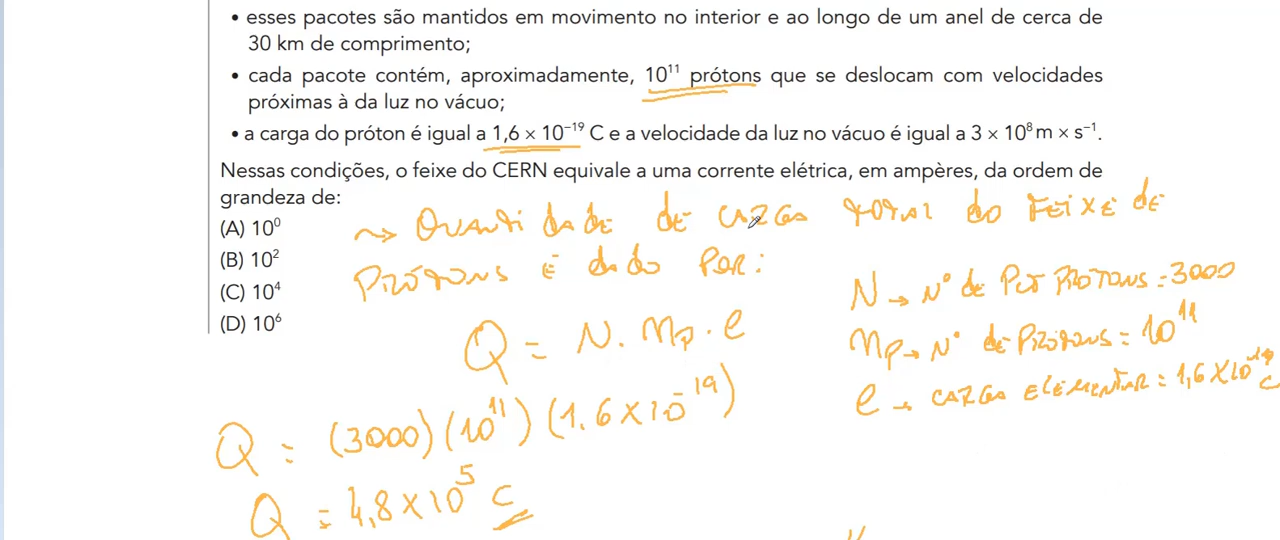 • esses pacotes são mantidos em movimento no interior e ao longo de um anel de cerca de
30 km de comprimento;
• cada pacote contém, aproximadamente, 10¹¹ prótons que se deslocam com velocidades
próximas à da luz no vácuo;
• a carga do próton é igual a 1,6 × 10⁻¹⁹ C e a velocidade da luz no vácuo é igual a 3 × 10⁸ m × s⁻¹.
Nessas condições, o feixe do CERN equivale a uma corrente elétrica, em ampères, da ordem de
grandeza de:
(A) 10⁰
(B) 10²
(C) 10⁴
(D) 10⁶
→ QUANTIDADE DE CARGA TOTAL DO FEIXE DE
PRÓTONS É DADO POR:
Q = N . Mp . e
N → Nº de PCT PROTONS = 3000
Mp → Nº de PRÓTONS = 10¹¹
e → CARGA ELEMENTAR = 1,6 × 10⁻¹⁹ C
Q = (3000) (10¹¹) (1.6 × 10⁻¹⁹)
Q = 4,8 × 10⁵ C